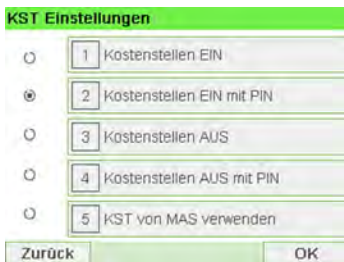 KST Einstellungen
1 Kostenstellen EIN
2 Kostenstellen EIN mit PIN
3 Kostenstellen AUS
4 Kostenstellen AUS mit PIN
5 KST von MAS verwenden
Zurück OK